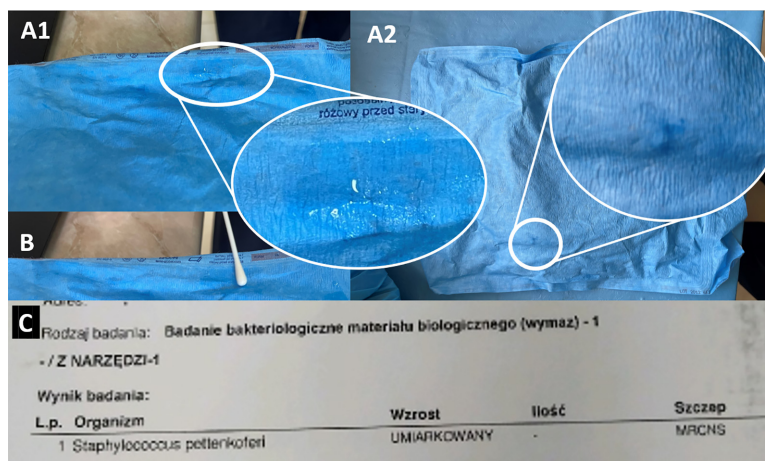 A1
A2
różowy przed ster
B
C
Rodzaj badania: Badanie bakteriologiczne materiału biologicznego (wymaz) - 1
- / Z NARZĘDZI-1
Wynik badania:
L.p. Organizm Wzrost Ilość Szczep
1 Staphylococcus pettenkoferi UMIARKOWANY - MRCNS